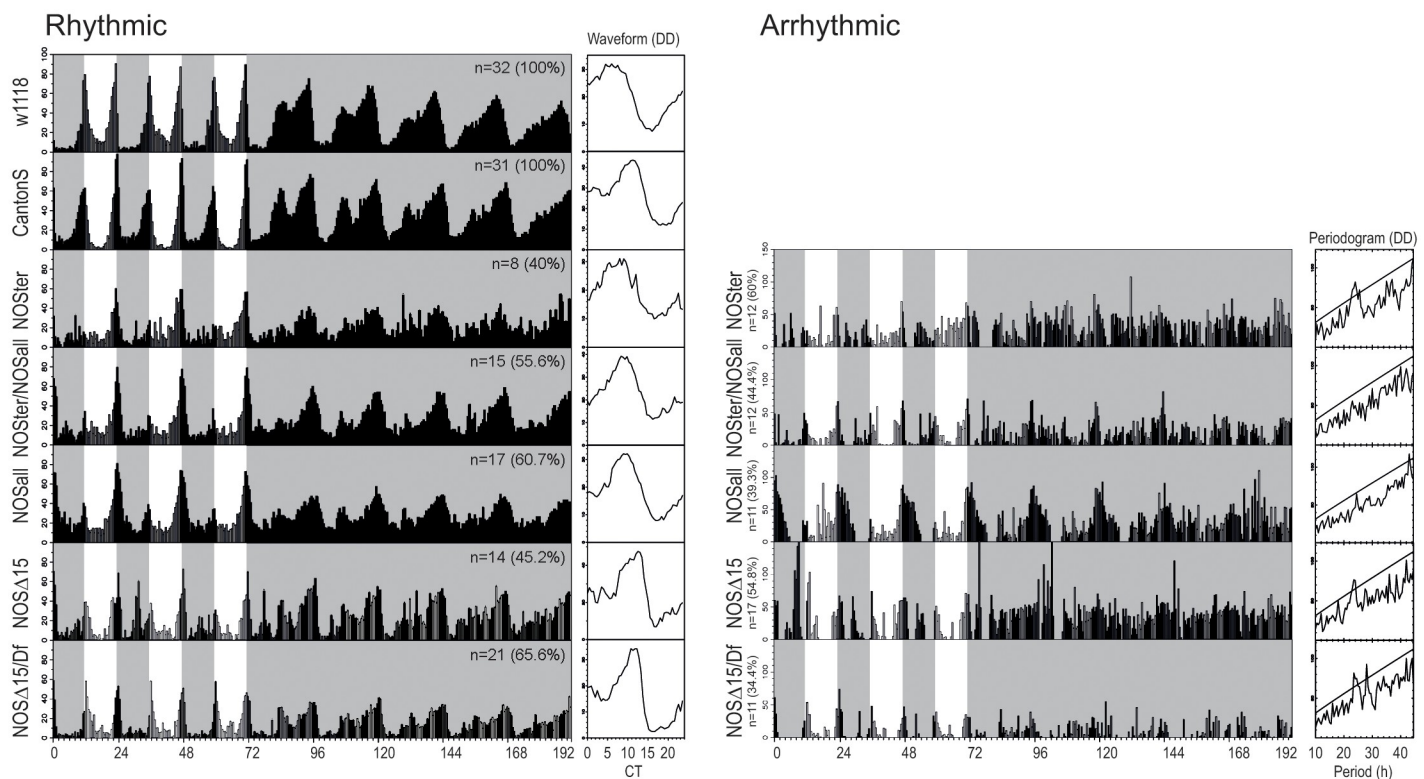 Rhythmic
Arrhythmic
Waveform (DD)
w1118
n=32 (100%)
CantonS
n=31 (100%)
NOSter
n=8 (40%)
NOSter/NOSall
n=15 (55.6%)
NOSall
n=17 (60.7%)
NOSΔ15
n=14 (45.2%)
NOSΔ15/Df
n=21 (65.6%)
0 24 48 72 96 120 144 168 192
0 5 10 15 20
CT
Periodogram (DD)
NOSter
n=12 (60%)
NOSter/NOSall
n=12 (44.4%)
NOSall
n=11 (39.3%)
NOSΔ15
n=17 (54.8%)
NOSΔ15/Df
n=11 (34.4%)
0 24 48 72 96 120 144 168 192
10 20 30 40
Period (h)